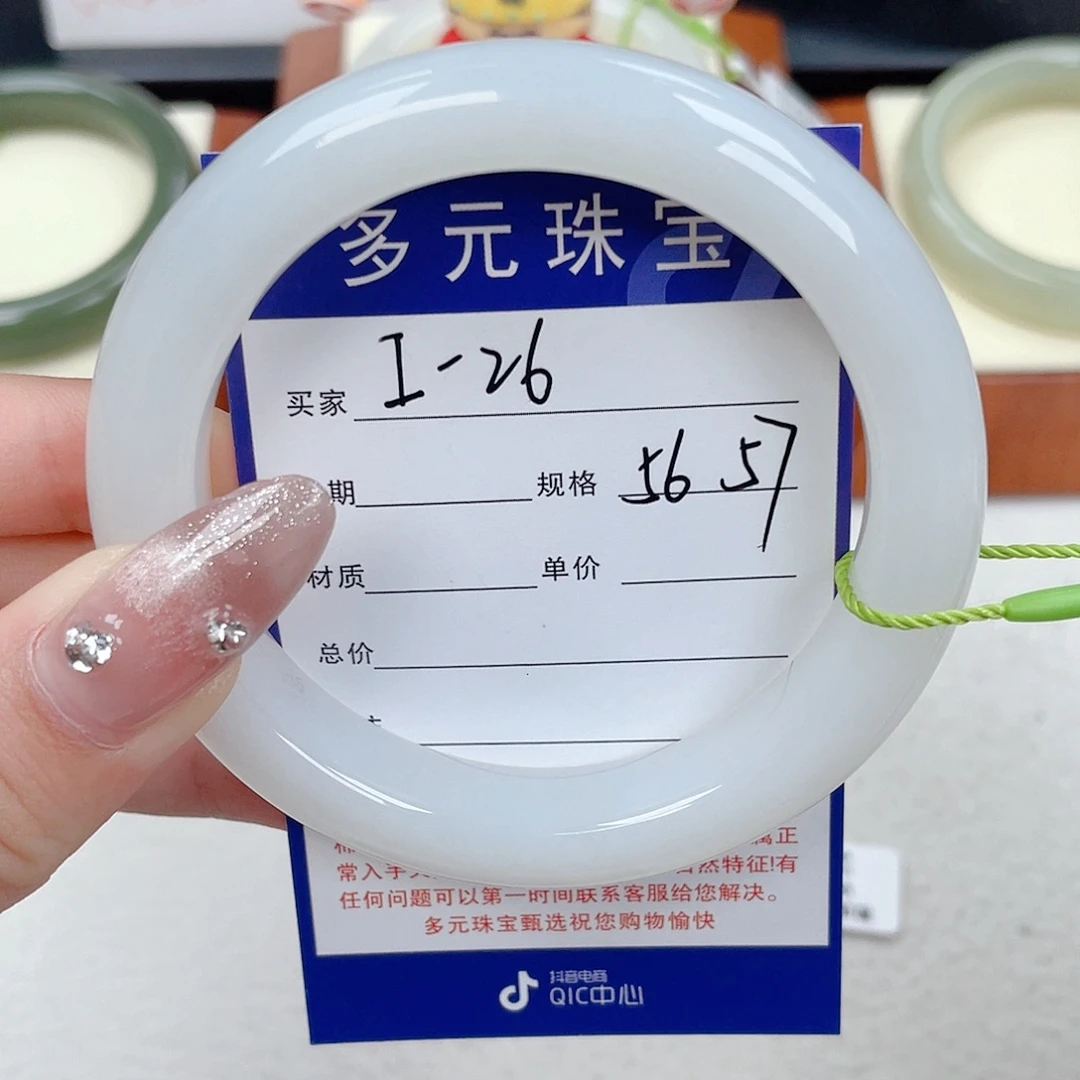 多元珠宝
买家 I-26
期 规格 56 57
材质 单价
总价
属正
常入手 自然特征!有
任何问题可以第一时间联系客服给您解决。
多元珠宝甄选祝您购物愉快
抖音电商
QIC中心